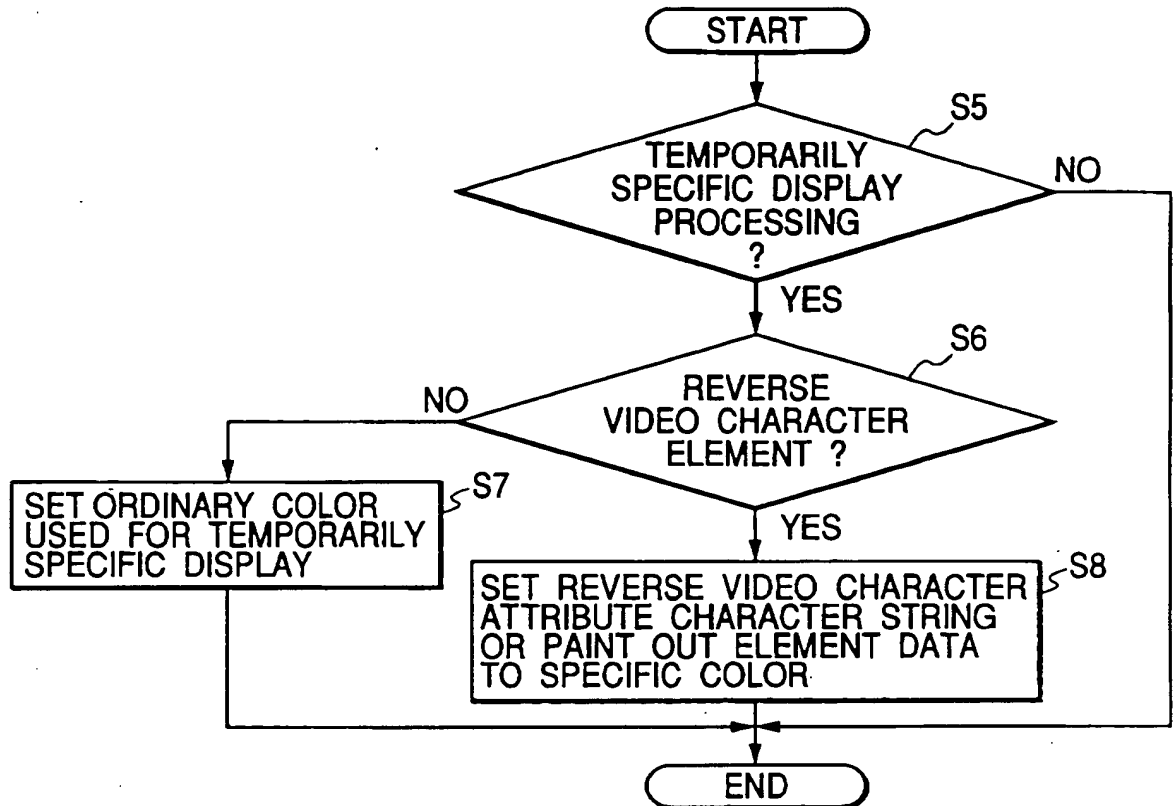 START
S5
TEMPORARILY
SPECIFIC DISPLAY
PROCESSING
?
NO
YES
S6
REVERSE
VIDEO CHARACTER
ELEMENT ?
NO
S7
SET ORDINARY COLOR
USED FOR TEMPORARILY
SPECIFIC DISPLAY
YES
S8
SET REVERSE VIDEO CHARACTER
ATTRIBUTE CHARACTER STRING
OR PAINT OUT ELEMENT DATA
TO SPECIFIC COLOR
END